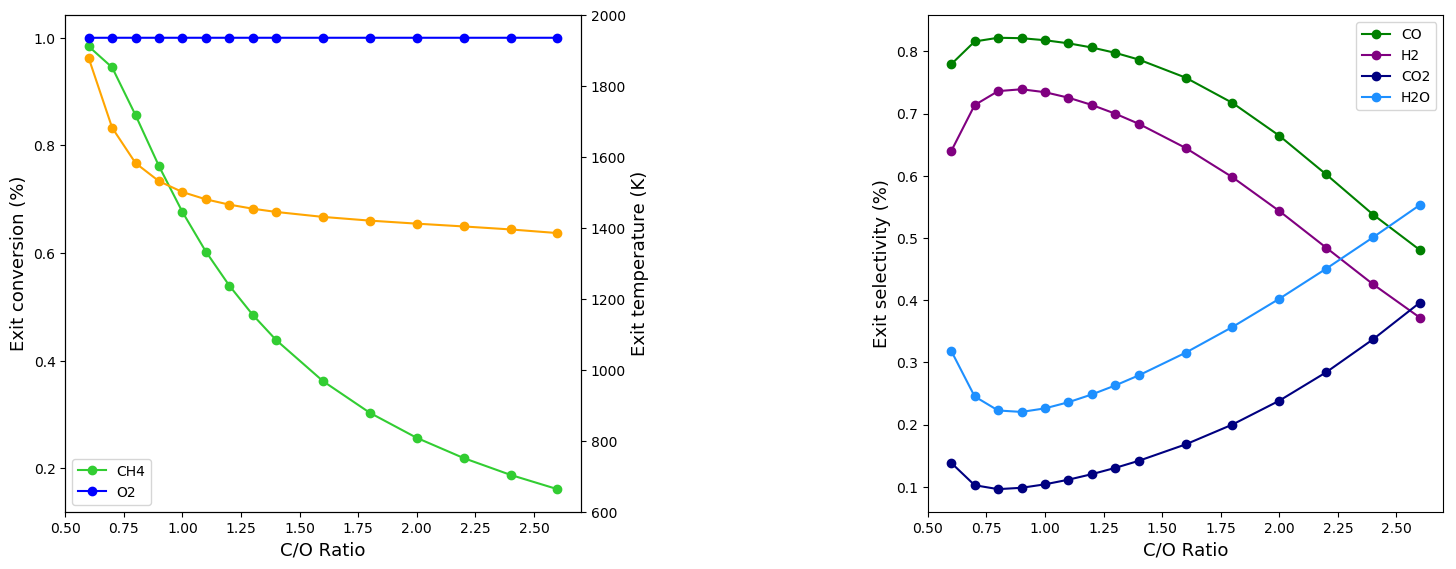 1.0
0.8
0.6
0.4
0.2
Exit conversion (%)
2000
1800
1600
1400
1200
1000
800
600
Exit temperature (K)
CH4
O2
0.50 0.75 1.00 1.25 1.50 1.75 2.00 2.25 2.50
C/O Ratio
0.8
0.7
0.6
0.5
0.4
0.3
0.2
0.1
Exit selectivity (%)
CO
H2
CO2
H2O
0.50 0.75 1.00 1.25 1.50 1.75 2.00 2.25 2.50
C/O Ratio